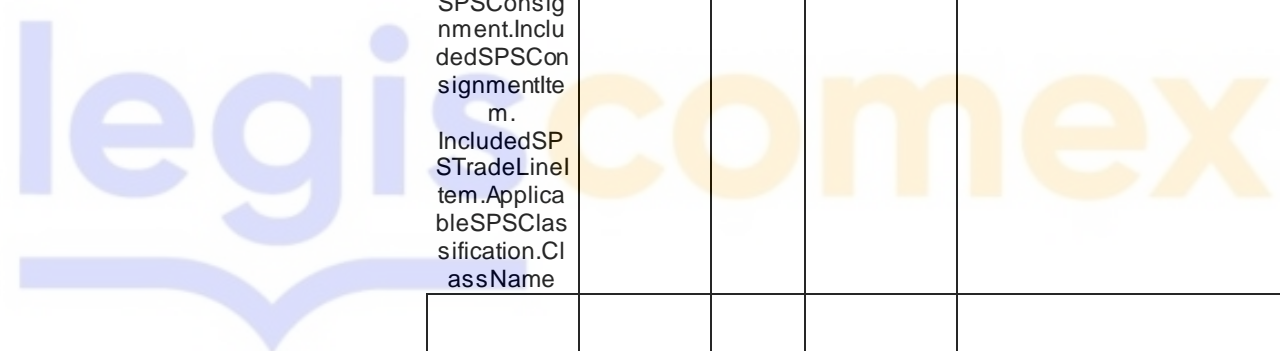 SPSConsig
nment.Inclu
dedSPSCon
signmentIte
m.
IncludedSP
STradeLineI
tem.Applica
bleSPSClas
sification.Cl
assName
legiscomex